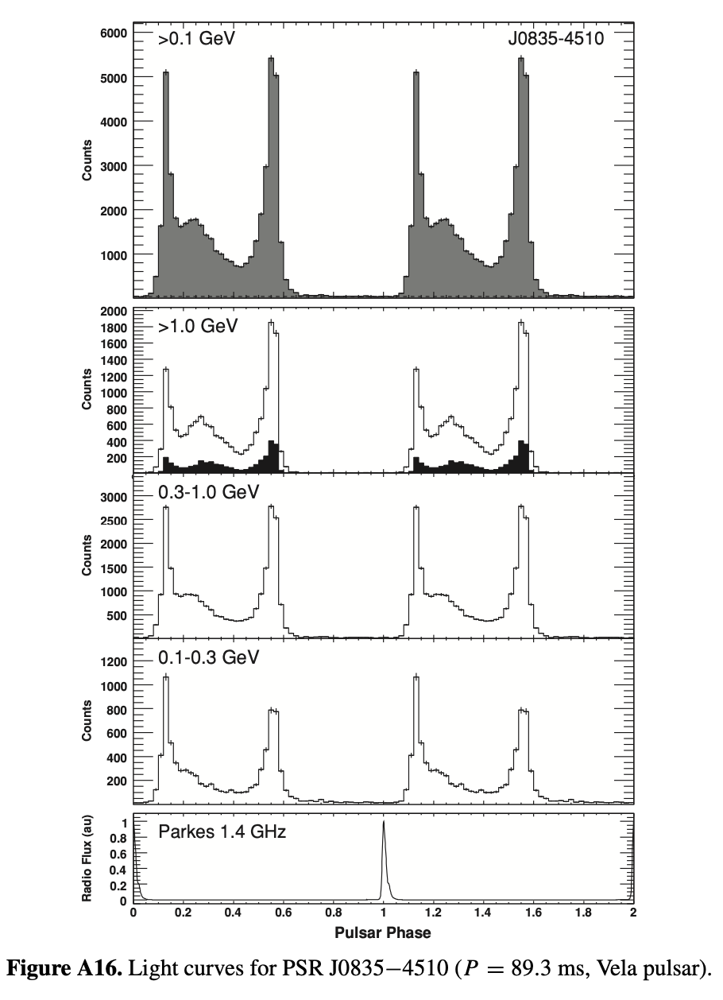 >0.1 GeV J0835-4510
6000
5000
4000
3000
2000
1000
Counts
>1.0 GeV
2000
1800
1600
1400
1200
1000
800
600
400
200
Counts
0.3-1.0 GeV
3000
2500
2000
1500
1000
500
Counts
0.1-0.3 GeV
1200
1000
800
600
400
200
Counts
Parkes 1.4 GHz
1
0.8
0.6
0.4
0.2
0
Radio Flux (au)
0 0.2 0.4 0.6 0.8 1 1.2 1.4 1.6 1.8 2
Pulsar Phase
Figure A16. Light curves for PSR J0835−4510 (P = 89.3 ms, Vela pulsar).